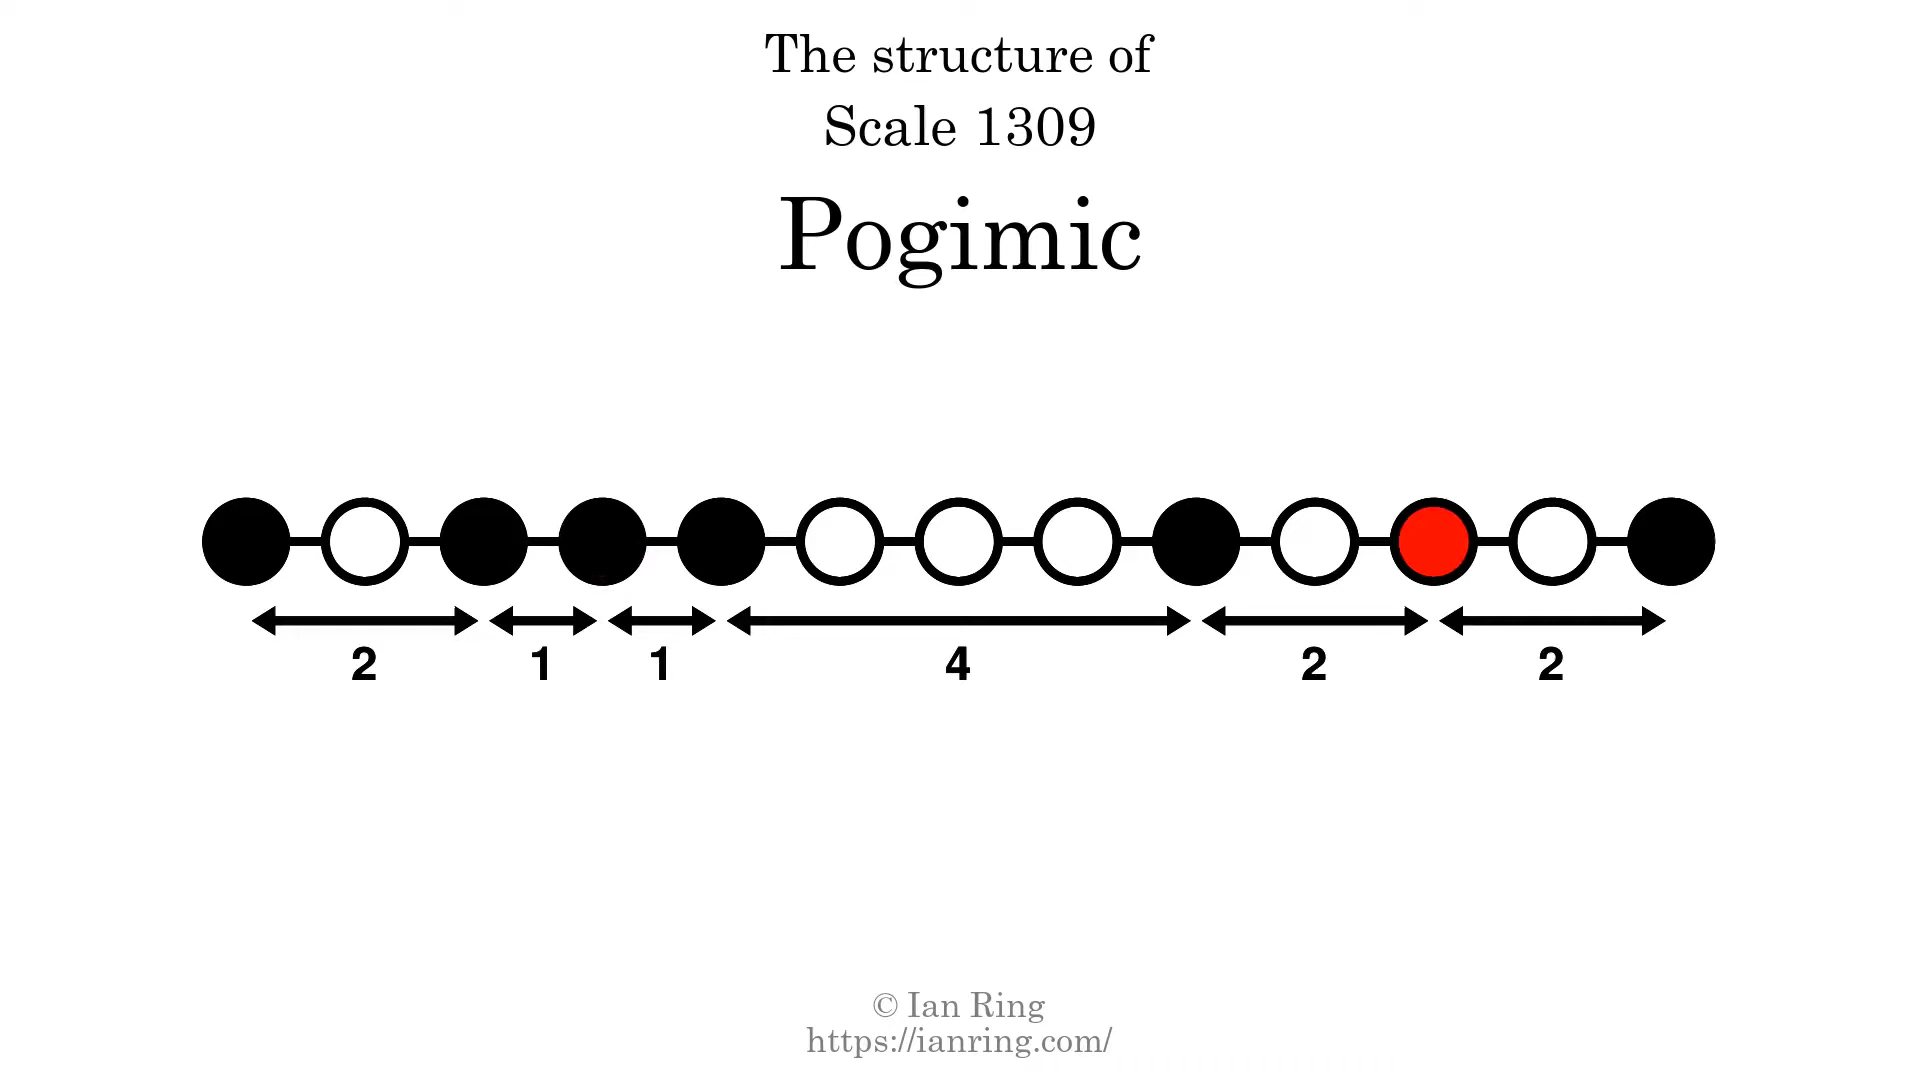 The structure of
Scale 1309
Pogimic
2 1 1 4 2 2
© Ian Ring
https://ianring.com/